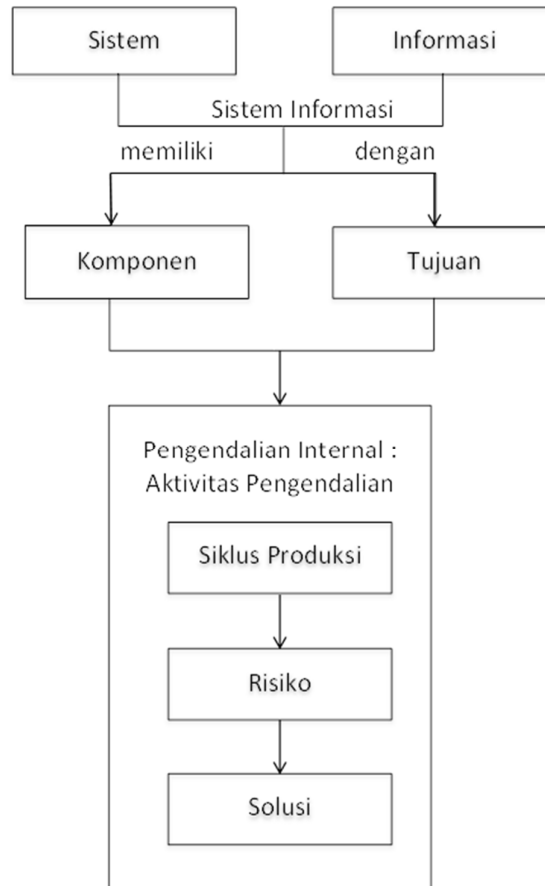 Sistem
Informasi
Sistem Informasi
memiliki
dengan
Komponen
Tujuan
Pengendalian Internal :
Aktivitas Pengendalian
Siklus Produksi
Risiko
Solusi